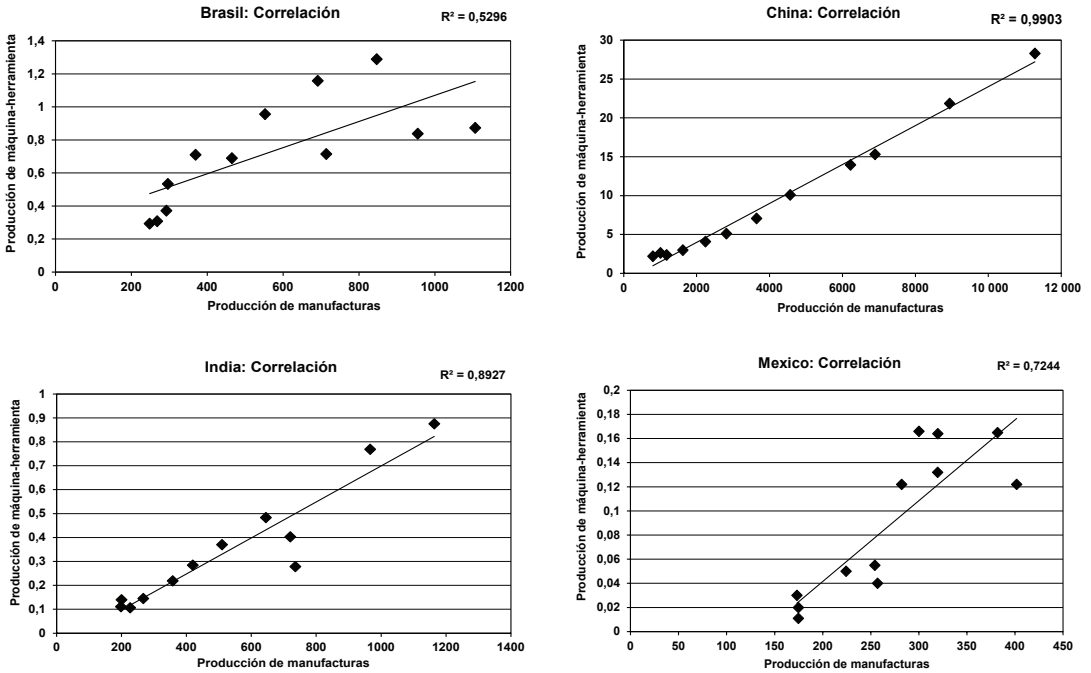 Brasil: Correlación
R² = 0,5296
Producción de máquina-herramienta
1,4
1,2
1
0,8
0,6
0,4
0,2
0
0 200 400 600 800 1000 1200
Producción de manufacturas
China: Correlación
R² = 0,9903
Producción de máquina-herramienta
30
25
20
15
10
5
0
0 2000 4000 6000 8000 10 000 12 000
Producción de manufacturas
India: Correlación
R² = 0,8927
Producción de máquina-herramienta
1
0,9
0,8
0,7
0,6
0,5
0,4
0,3
0,2
0,1
0
0 200 400 600 800 1000 1200 1400
Producción de manufacturas
Mexico: Correlación
R² = 0,7244
Producción de máquina-herramienta
0,2
0,18
0,16
0,14
0,12
0,1
0,08
0,06
0,04
0,02
0
0 50 100 150 200 250 300 350 400 450
Producción de manufacturas